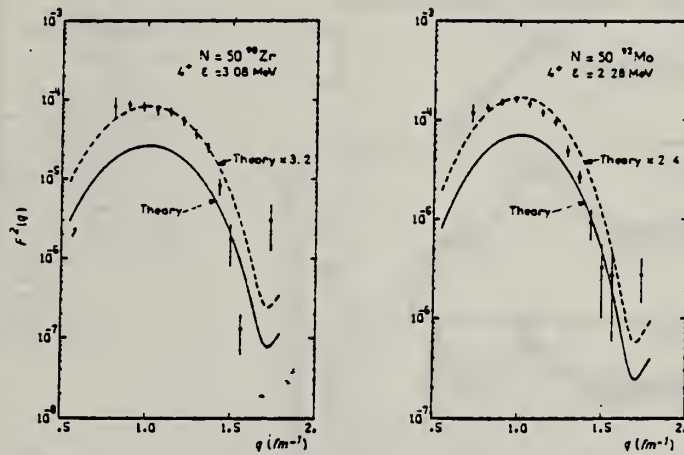 10⁻³
10⁻⁴
10⁻⁵
10⁻⁶
10⁻⁷
10⁻⁸
F²(q)
N = 50 ⁹⁰Zr
4⁺ ε = 3.08 MeV
Theory × 3.2
Theory
.5 1.0 1.5 2.0
q (fm⁻¹)
10⁻³
10⁻⁴
10⁻⁵
10⁻⁶
10⁻⁷
N = 50 ⁹²Mo
4⁺ ε = 2.28 MeV
Theory × 2.4
Theory
.5 1.0 1.5 2.
q (fm⁻¹)